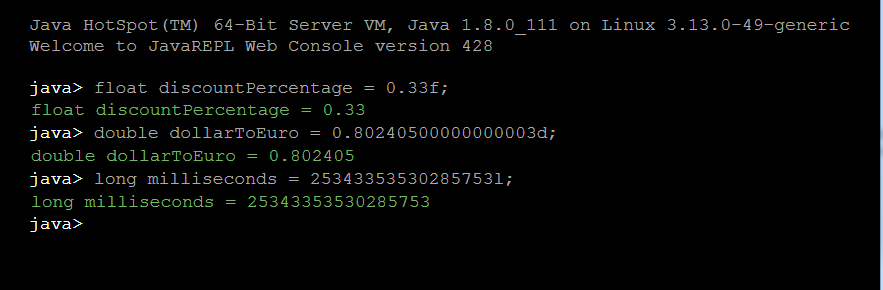 Java HotSpot(TM) 64-Bit Server VM, Java 1.8.0_111 on Linux 3.13.0-49-generic
Welcome to JavaREPL Web Console version 428
java> float discountPercentage = 0.33f;
float discountPercentage = 0.33
java> double dollarToEuro = 0.80240500000000003d;
double dollarToEuro = 0.802405
java> long milliseconds = 25343353530285753l;
long milliseconds = 25343353530285753
java>